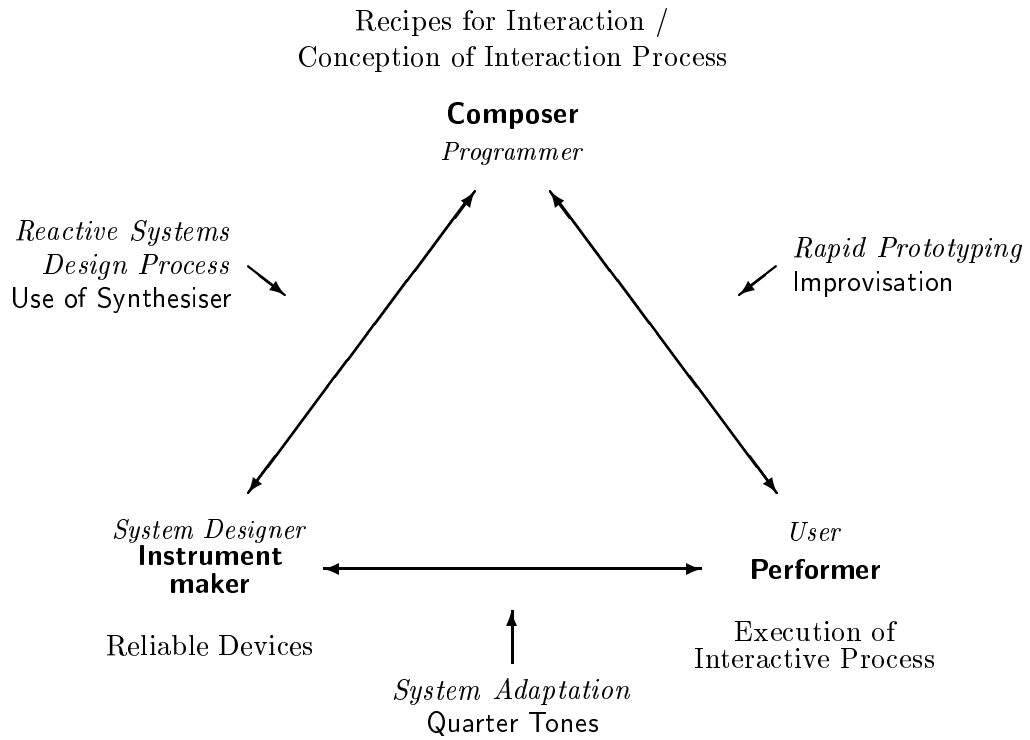 Recipes for Interaction /
Conception of Interaction Process
Composer
Programmer
Reactive Systems
Design Process
Use of Synthesiser
Rapid Prototyping
Improvisation
System Designer
Instrument
maker
Reliable Devices
User
Performer
Execution of
Interactive Process
System Adaptation
Quarter Tones